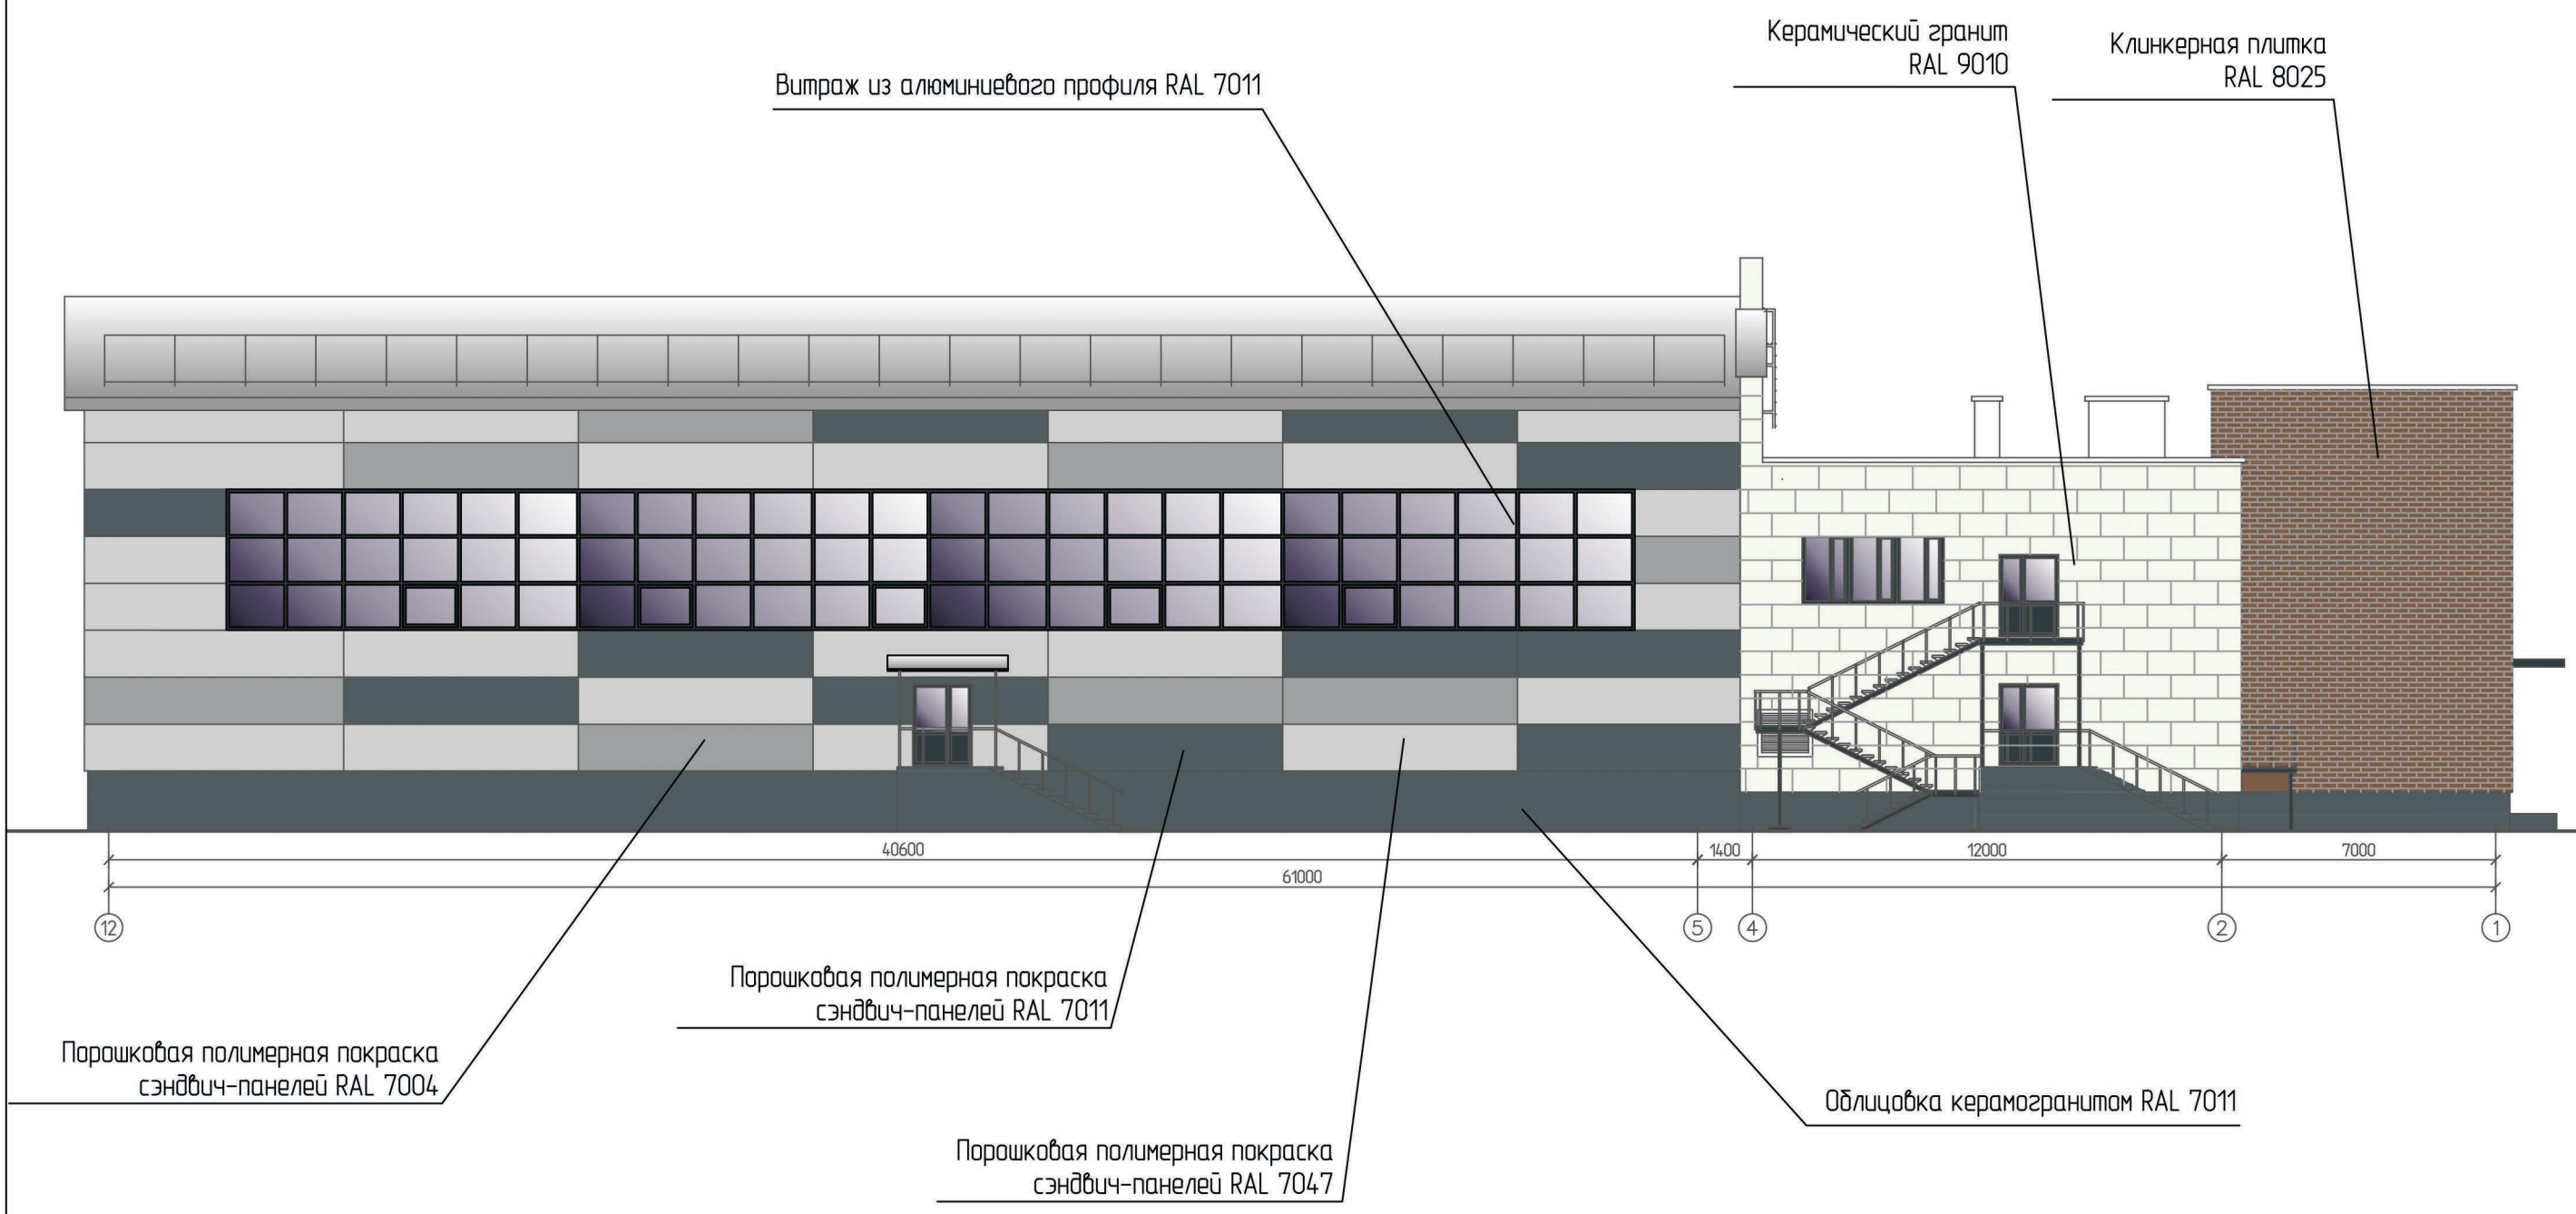 Керамический гранит
RAL 9010
Клинкерная плитка
RAL 8025
Витраж из алюминиевого профиля RAL 7011
40600
1400
12000
7000
61000
12
5
4
2
1
Порошковая полимерная покраска
сэндвич-панелей RAL 7011
Порошковая полимерная покраска
сэндвич-панелей RAL 7004
Облицовка керамогранитом RAL 7011
Порошковая полимерная покраска
сэндвич-панелей RAL 7047